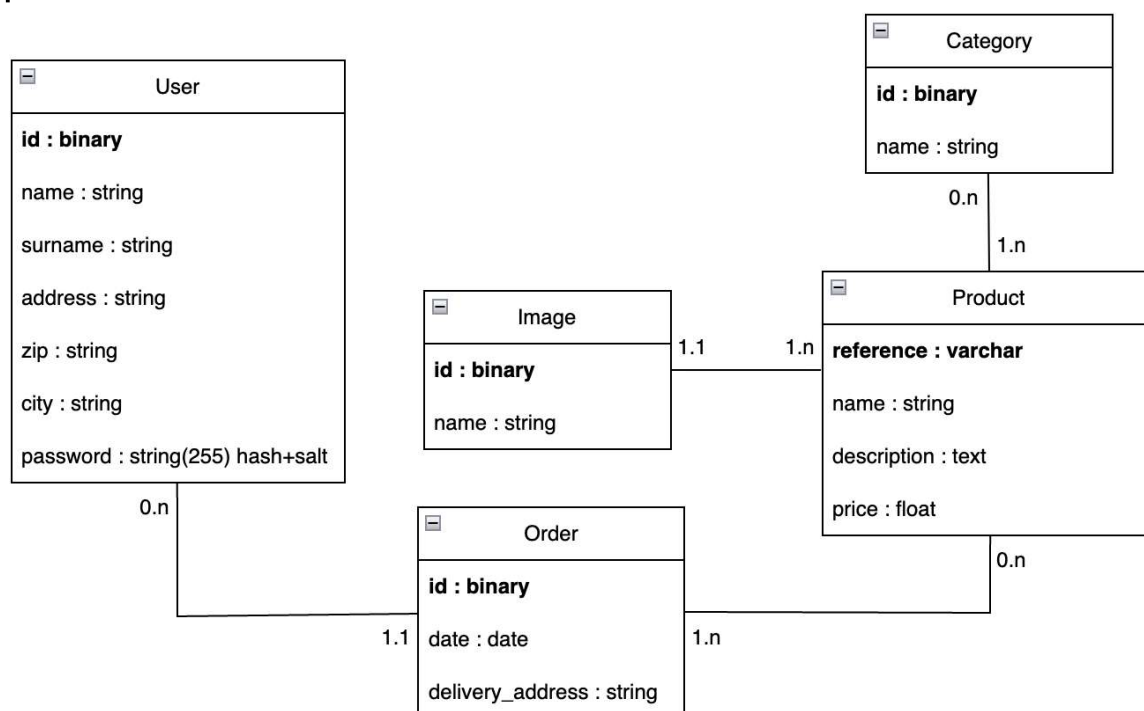 User
id : binary
name : string
surname : string
address : string
zip : string
city : string
password : string(255) hash+salt
0.n
Category
id : binary
name : string
0.n
1.n
Image
id : binary
name : string
1.1
1.n
Product
reference : varchar
name : string
description : text
price : float
0.n
Order
id : binary
date : date
delivery_address : string
1.1
1.n